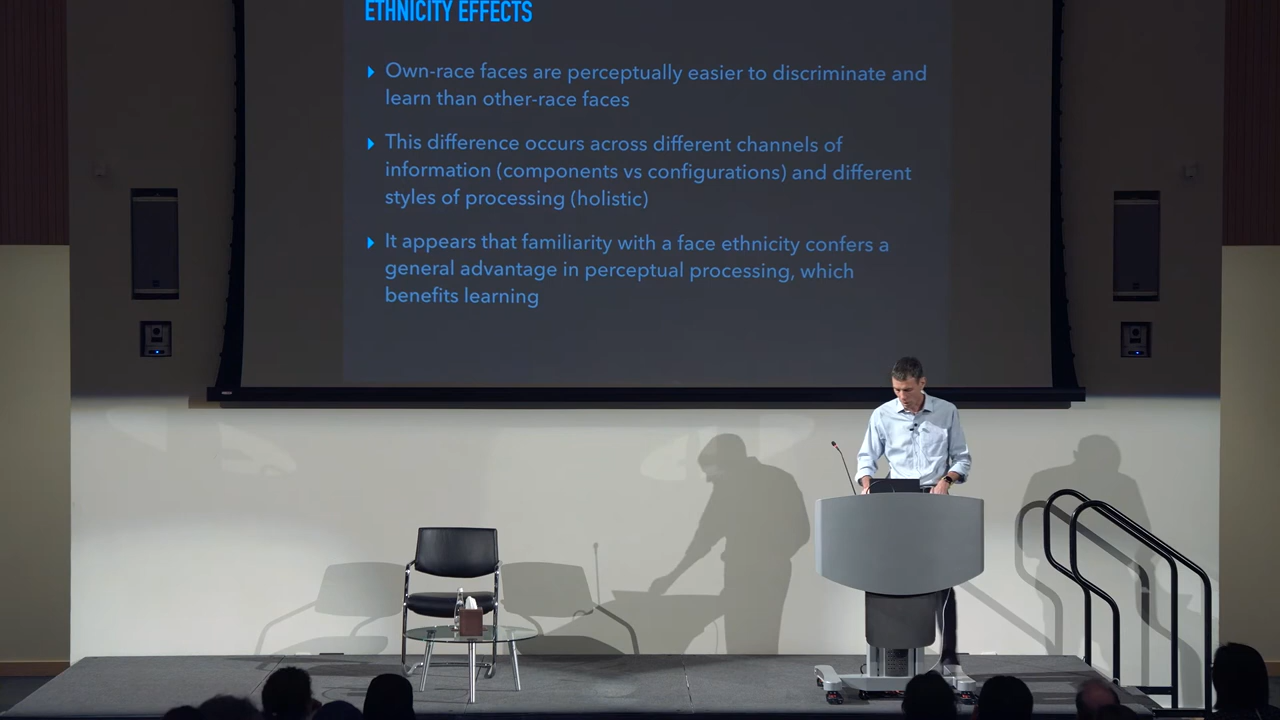 ETHNICITY EFFECTS
Own-race faces are perceptually easier to discriminate and
learn than other-race faces
This difference occurs across different channels of
information (components vs configurations) and different
styles of processing (holistic)
It appears that familiarity with a face ethnicity confers a
general advantage in perceptual processing, which
benefits learning